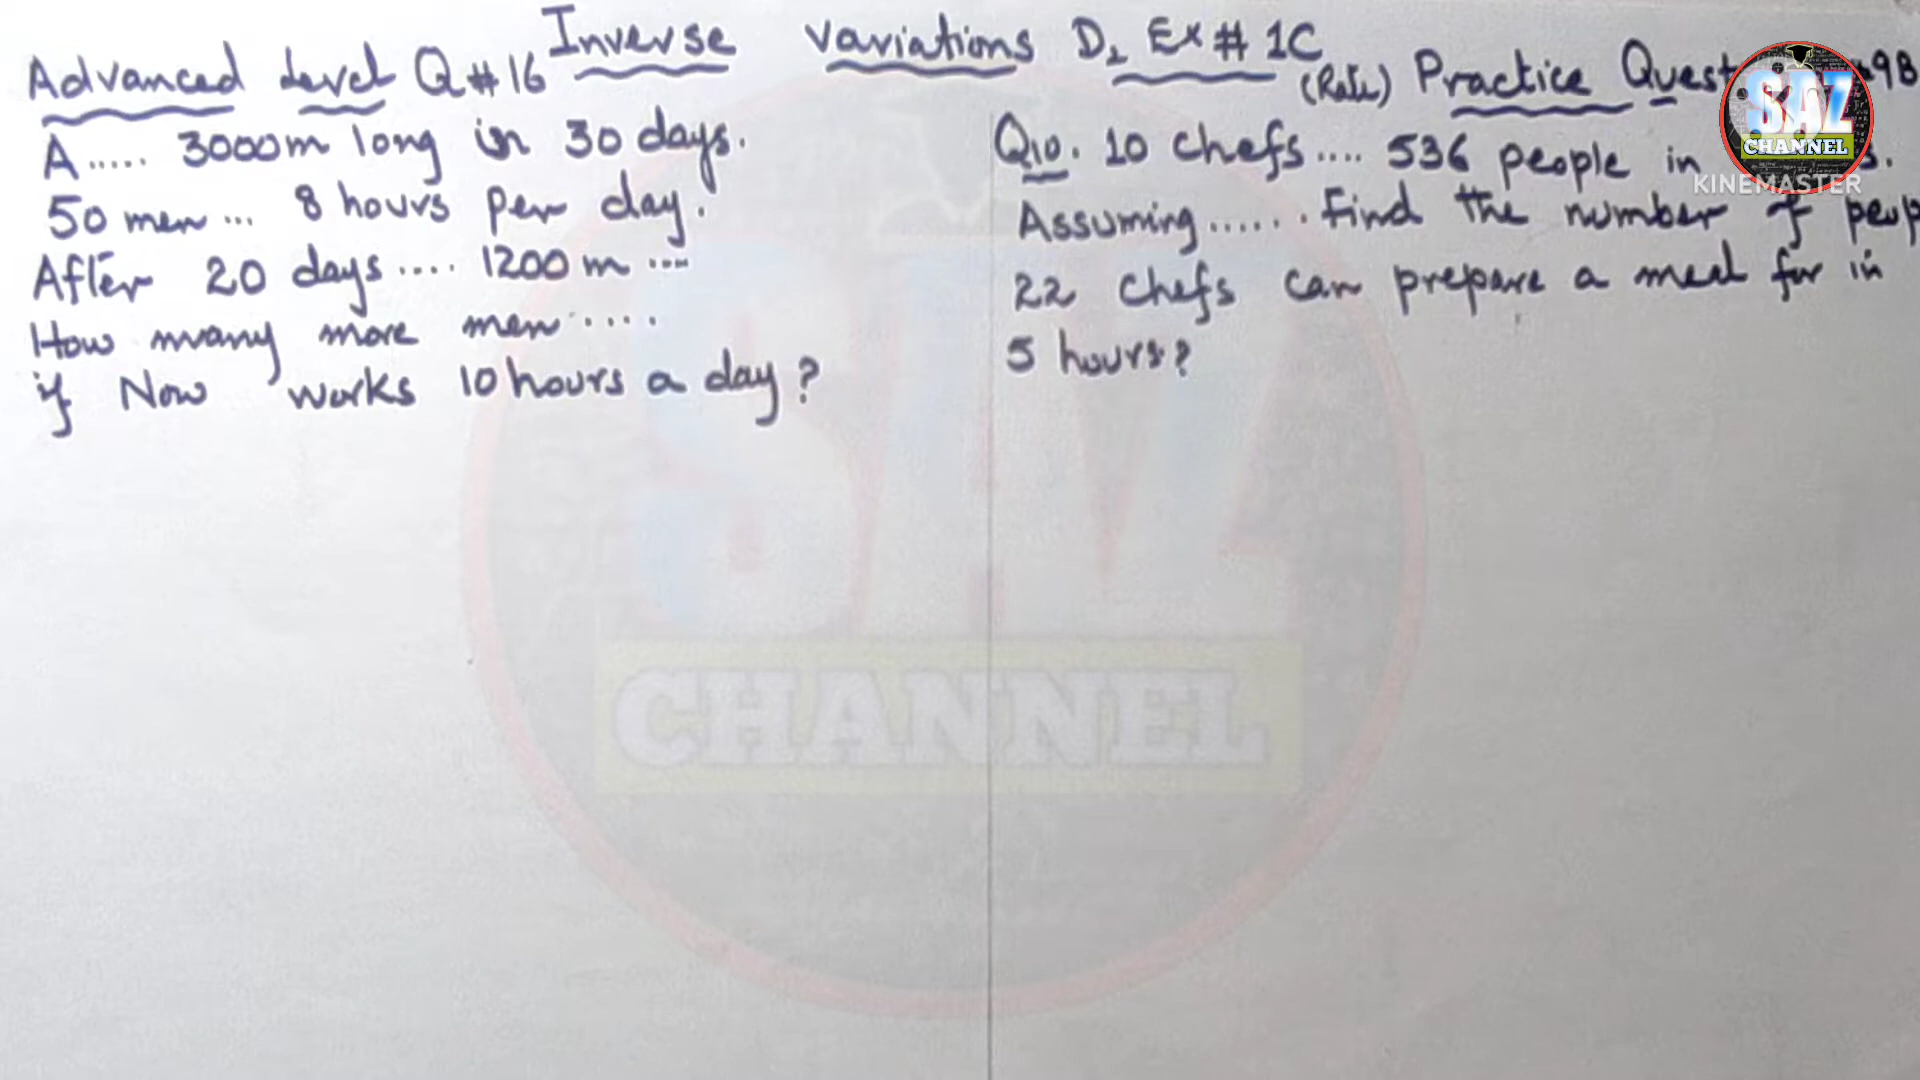 Inverse variations D2 Ex # 1C
Advanced Level Q # 16
A ..... 3000m long in 30 days.
50 men ... 8 hours per day.
After 20 days .... 1200 m ....
How many more men ....
if Now works 10 hours a day?
(Rate) Practice 98
Q10. 10 chefs .... 536 people in
Assuming ...... find the number of
22 chefs can prepare a meal for in
5 hours?
SAZ
CHANNEL
KINEMASTER
CHANNEL